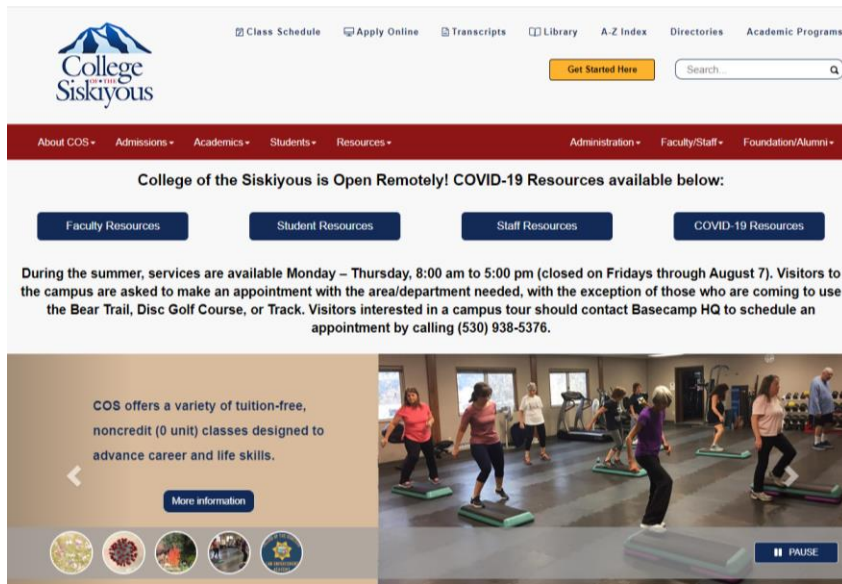 Class Schedule Apply Online Transcripts Library A-Z Index Directories Academic Programs
College
OF THE
Siskiyous
Get Started Here Search...
About COS Admissions Academics Students Resources Administration Faculty/Staff Foundation/Alumni
College of the Siskiyous is Open Remotely! COVID-19 Resources available below:
Faculty Resources Student Resources Staff Resources COVID-19 Resources
During the summer, services are available Monday – Thursday, 8:00 am to 5:00 pm (closed on Fridays through August 7). Visitors to
the campus are asked to make an appointment with the area/department needed, with the exception of those who are coming to use
the Bear Trail, Disc Golf Course, or Track. Visitors interested in a campus tour should contact Basecamp HQ to schedule an
appointment by calling (530) 938-5376.
COS offers a variety of tuition-free,
noncredit (0 unit) classes designed to
advance career and life skills.
More information
PAUSE